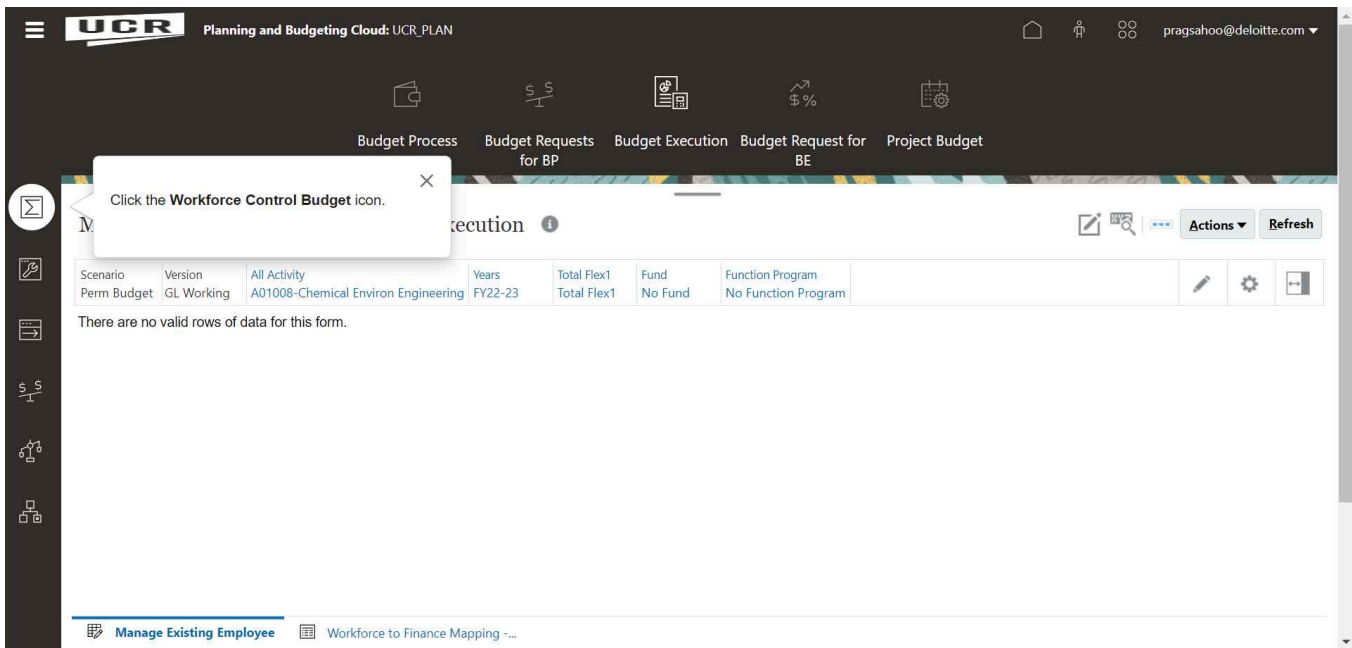 UCR Planning and Budgeting Cloud: UCR_PLAN pragsahoo@deloitte.com
Budget Process Budget Requests for BP Budget Execution Budget Request for BE Project Budget
Click the Workforce Control Budget icon.
M ecution Actions Refresh
Scenario Version All Activity Years Total Flex1 Fund Function Program
Perm Budget GL Working A01008-Chemical Environ Engineering FY22-23 Total Flex1 No Fund No Function Program
There are no valid rows of data for this form.
Manage Existing Employee Workforce to Finance Mapping -...